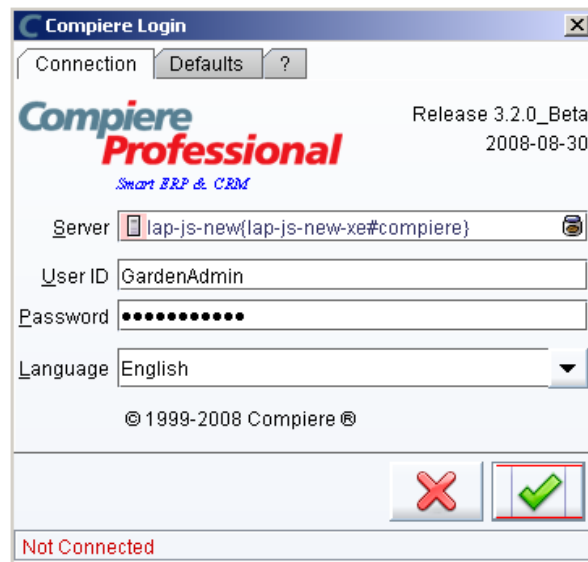 Compiere Login
Connection Defaults ?
Compiere Release 3.2.0_Beta
Professional 2008-08-30
Smart ERP & CRM
Server lap-js-new{lap-js-new-xe#compiere}
User ID GardenAdmin
Password •••••••••••
Language English
© 1999-2008 Compiere ®
Not Connected